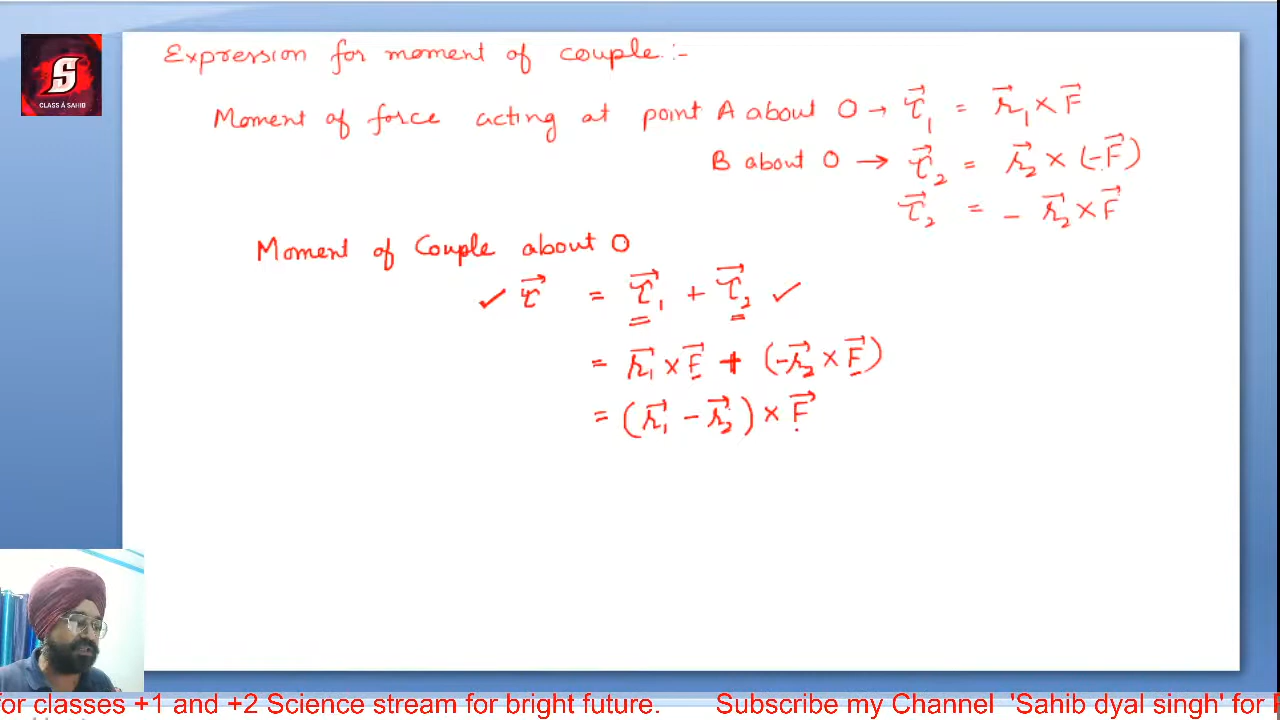 Expression for moment of couple :-
S
CLASS Á SAHIB
Moment of force acting at point A about O → τ⃗₁ = r⃗₁ × F⃗
B about O → τ⃗₂ = r⃗₂ × (-F⃗)
τ⃗₂ = - r⃗₂ × F⃗
Moment of Couple about O
✓ τ⃗ = τ⃗₁ + τ⃗₂ ✓
= r⃗₁ × F⃗ + (-r⃗₂ × F⃗)
= (r⃗₁ - r⃗₂) × F⃗
for classes +1 and +2 Science stream for bright future. Subscribe my Channel 'Sahib dyal singh' for